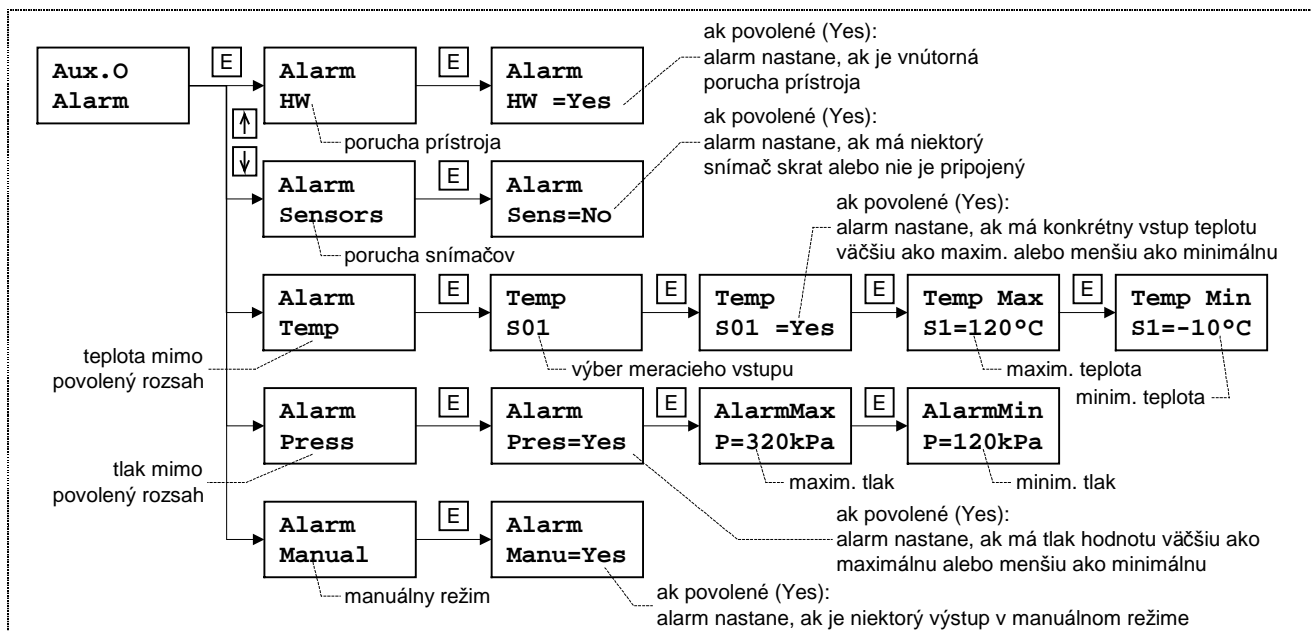 ak povolené (Yes):
alarm nastane, ak je vnútorná
porucha prístroja
Aux.O
Alarm
E
Alarm
HW
E
Alarm
HW =Yes
↑
↓
porucha prístroja
ak povolené (Yes):
alarm nastane, ak má niektorý
snímač skrat alebo nie je pripojený
Alarm
Sensors
E
Alarm
Sens=No
porucha snímačov
ak povolené (Yes):
alarm nastane, ak má konkrétny vstup teplotu
väčšiu ako maxim. alebo menšiu ako minimálnu
Alarm
Temp
E
Temp
S01
E
Temp
S01 =Yes
E
Temp Max
S1=120°C
E
Temp Min
S1=-10°C
teplota mimo
povolený rozsah
výber meracieho vstupu
maxim. teplota
minim. teplota
Alarm
Press
E
Alarm
Pres=Yes
E
AlarmMax
P=320kPa
E
AlarmMin
P=120kPa
tlak mimo
povolený rozsah
maxim. tlak
minim. tlak
Alarm
Manual
E
Alarm
Manu=Yes
ak povolené (Yes):
alarm nastane, ak má tlak hodnotu väčšiu ako
maximálnu alebo menšiu ako minimálnu
manuálny režim
ak povolené (Yes):
alarm nastane, ak je niektorý výstup v manuálnom režime